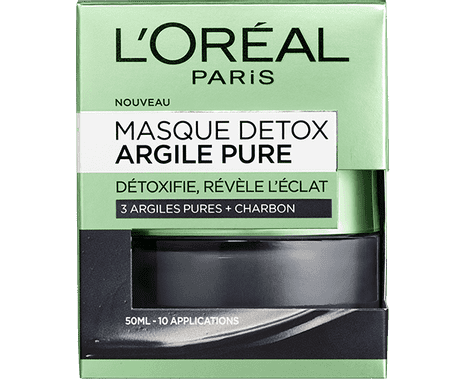 L'ORÉAL
PARiS
NOUVEAU
MASQUE DETOX
ARGILE PURE
DÉTOXIFIE, RÉVÈLE L'ÉCLAT
3 ARGILES PURES + CHARBON
50ML - 10 APPLICATIONS